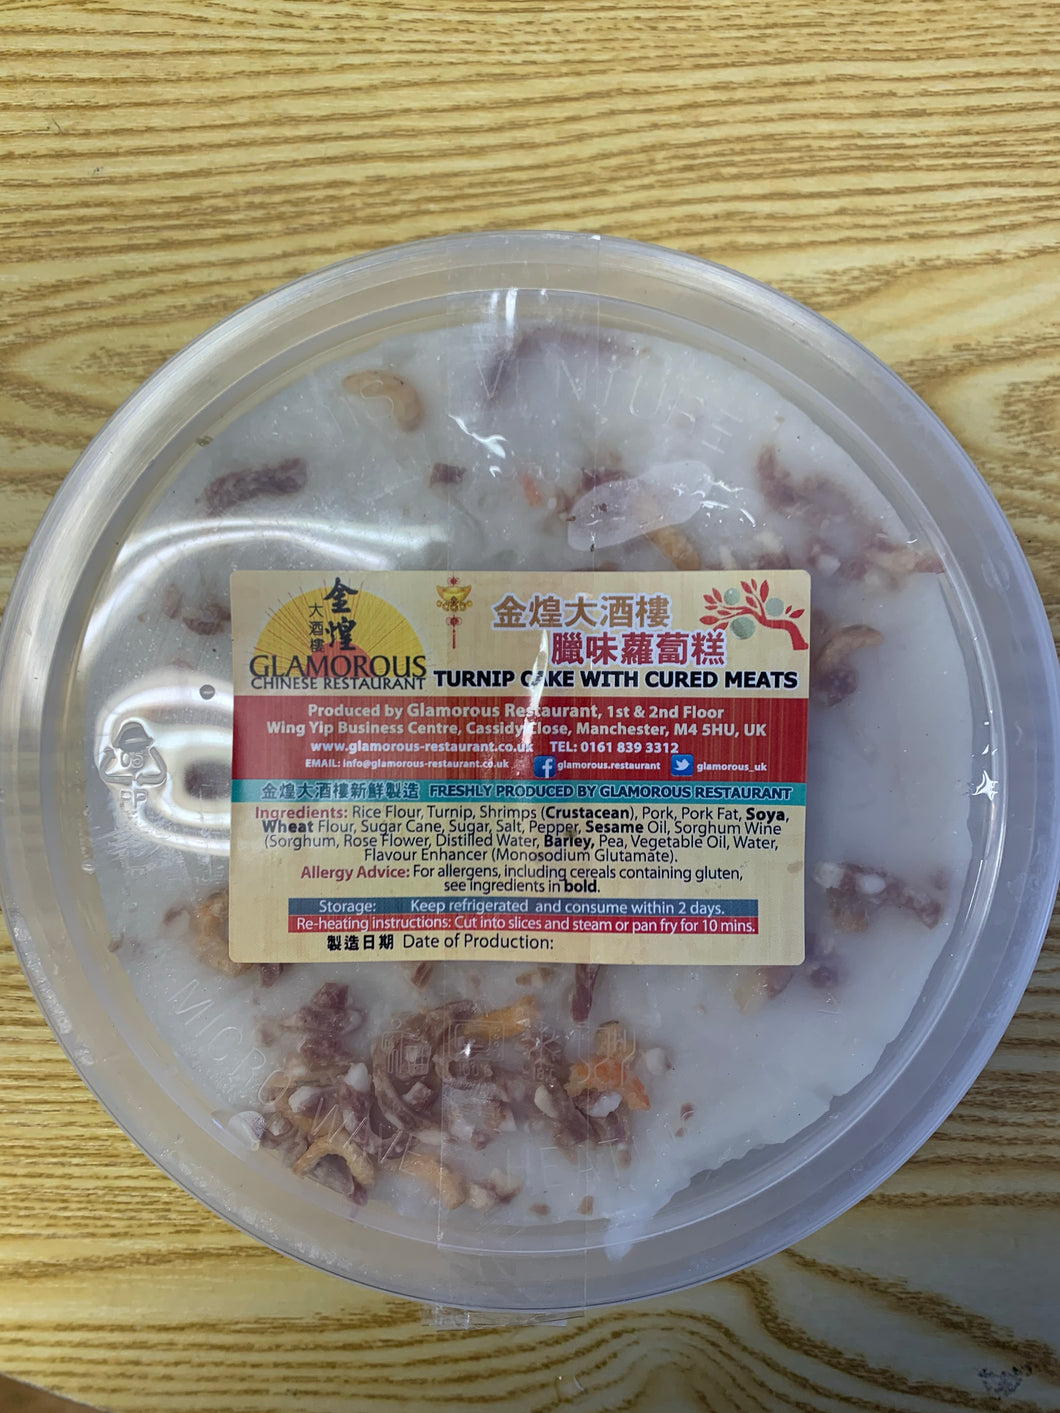 IS VENTURE
金煌
大酒樓
GLAMOROUS
CHINESE RESTAURANT
金煌大酒樓
臘味蘿蔔糕
TURNIP CAKE WITH CURED MEATS
Produced by Glamorous Restaurant, 1st & 2nd Floor
Wing Yip Business Centre, Cassidy Close, Manchester, M4 5HU, UK
www.glamorous-restaurant.co.uk TEL: 0161 839 3312
EMAIL: info@glamorous-restaurant.co.uk glamorous.restaurant glamorous_uk
金煌大酒樓新鮮製造 FRESHLY PRODUCED BY GLAMOROUS RESTAURANT
Ingredients: Rice Flour, Turnip, Shrimps (Crustacean), Pork, Pork Fat, Soya,
Wheat Flour, Sugar Cane, Sugar, Salt, Pepper, Sesame Oil, Sorghum Wine
(Sorghum, Rose Flower, Distilled Water, Barley, Pea, Vegetable Oil, Water,
Flavour Enhancer (Monosodium Glutamate).
Allergy Advice: For allergens, including cereals containing gluten,
see ingredients in bold.
Storage: Keep refrigerated and consume within 2 days.
Re-heating instructions: Cut into slices and steam or pan fry for 10 mins.
製造日期 Date of Production:
05
PP
MICROWAVE HEAT